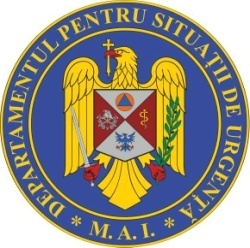 DEPARTAMENTUL PENTRU SITUAȚII DE URGENȚĂ
* M.A.I. *